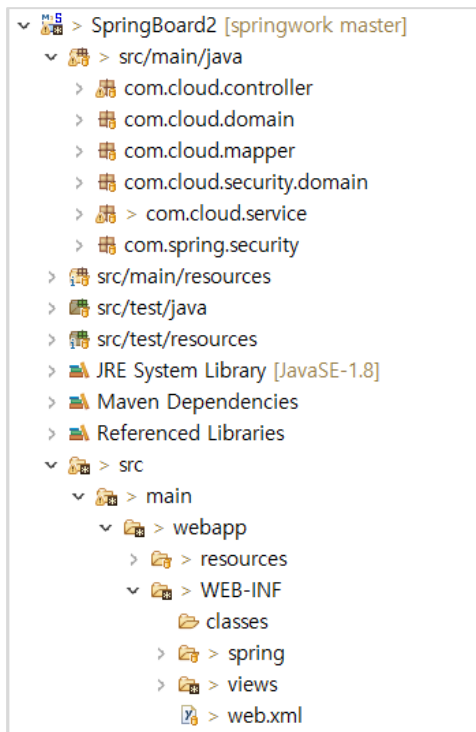 > SpringBoard2 [springwork master]
> src/main/java
com.cloud.controller
com.cloud.domain
com.cloud.mapper
com.cloud.security.domain
> com.cloud.service
com.spring.security
src/main/resources
src/test/java
src/test/resources
JRE System Library [JavaSE-1.8]
Maven Dependencies
Referenced Libraries
> src
> main
> webapp
> resources
> WEB-INF
classes
> spring
> views
> web.xml